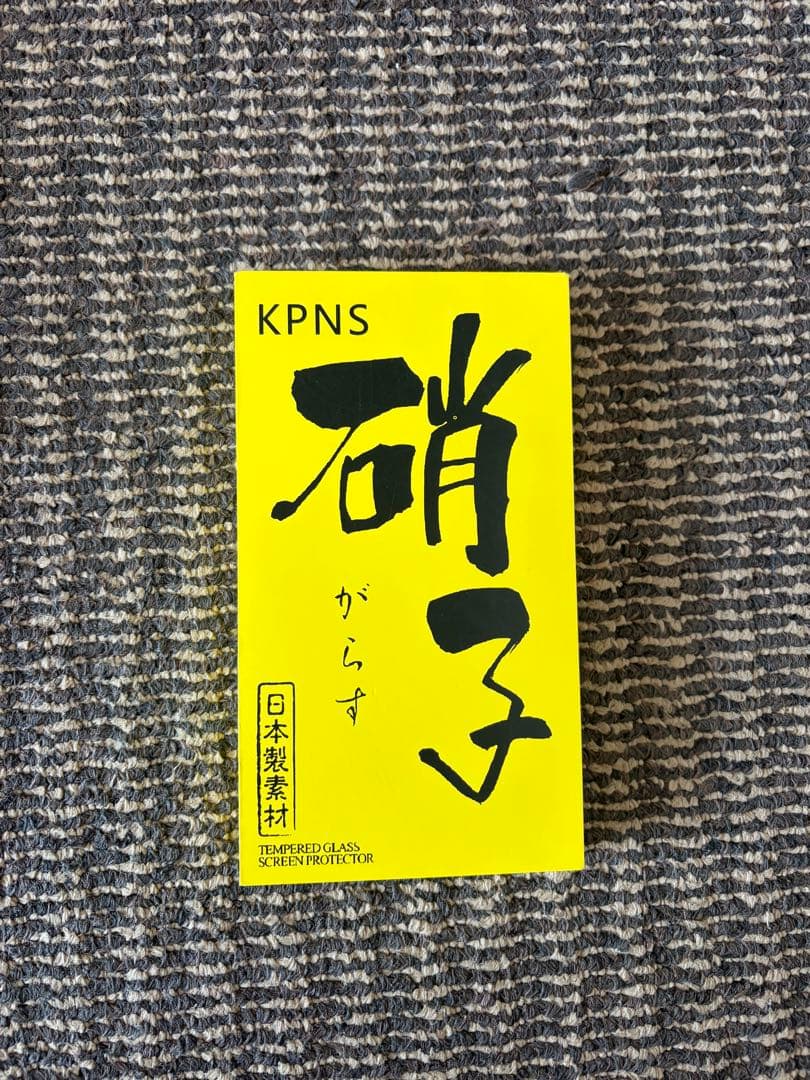 KPNS
硝子
がらす
日本製素材
TEMPERED GLASS
SCREEN PROTECTOR